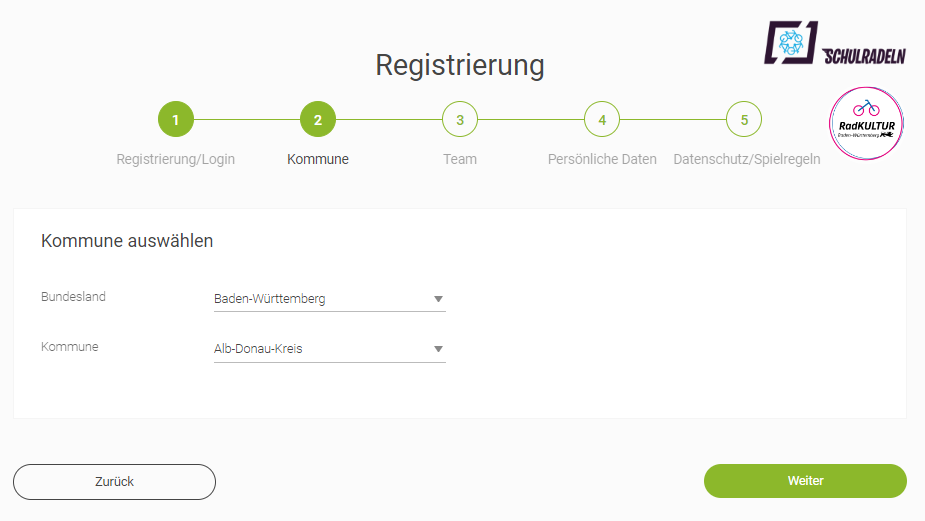 Registrierung
SCHULRADELN
1
2
3
4
5
RadKULTUR
Baden-Württemberg
Registrierung/Login
Kommune
Team
Persönliche Daten
Datenschutz/Spielregeln
Kommune auswählen
Bundesland
Baden-Württemberg
Kommune
Alb-Donau-Kreis
Zurück
Weiter